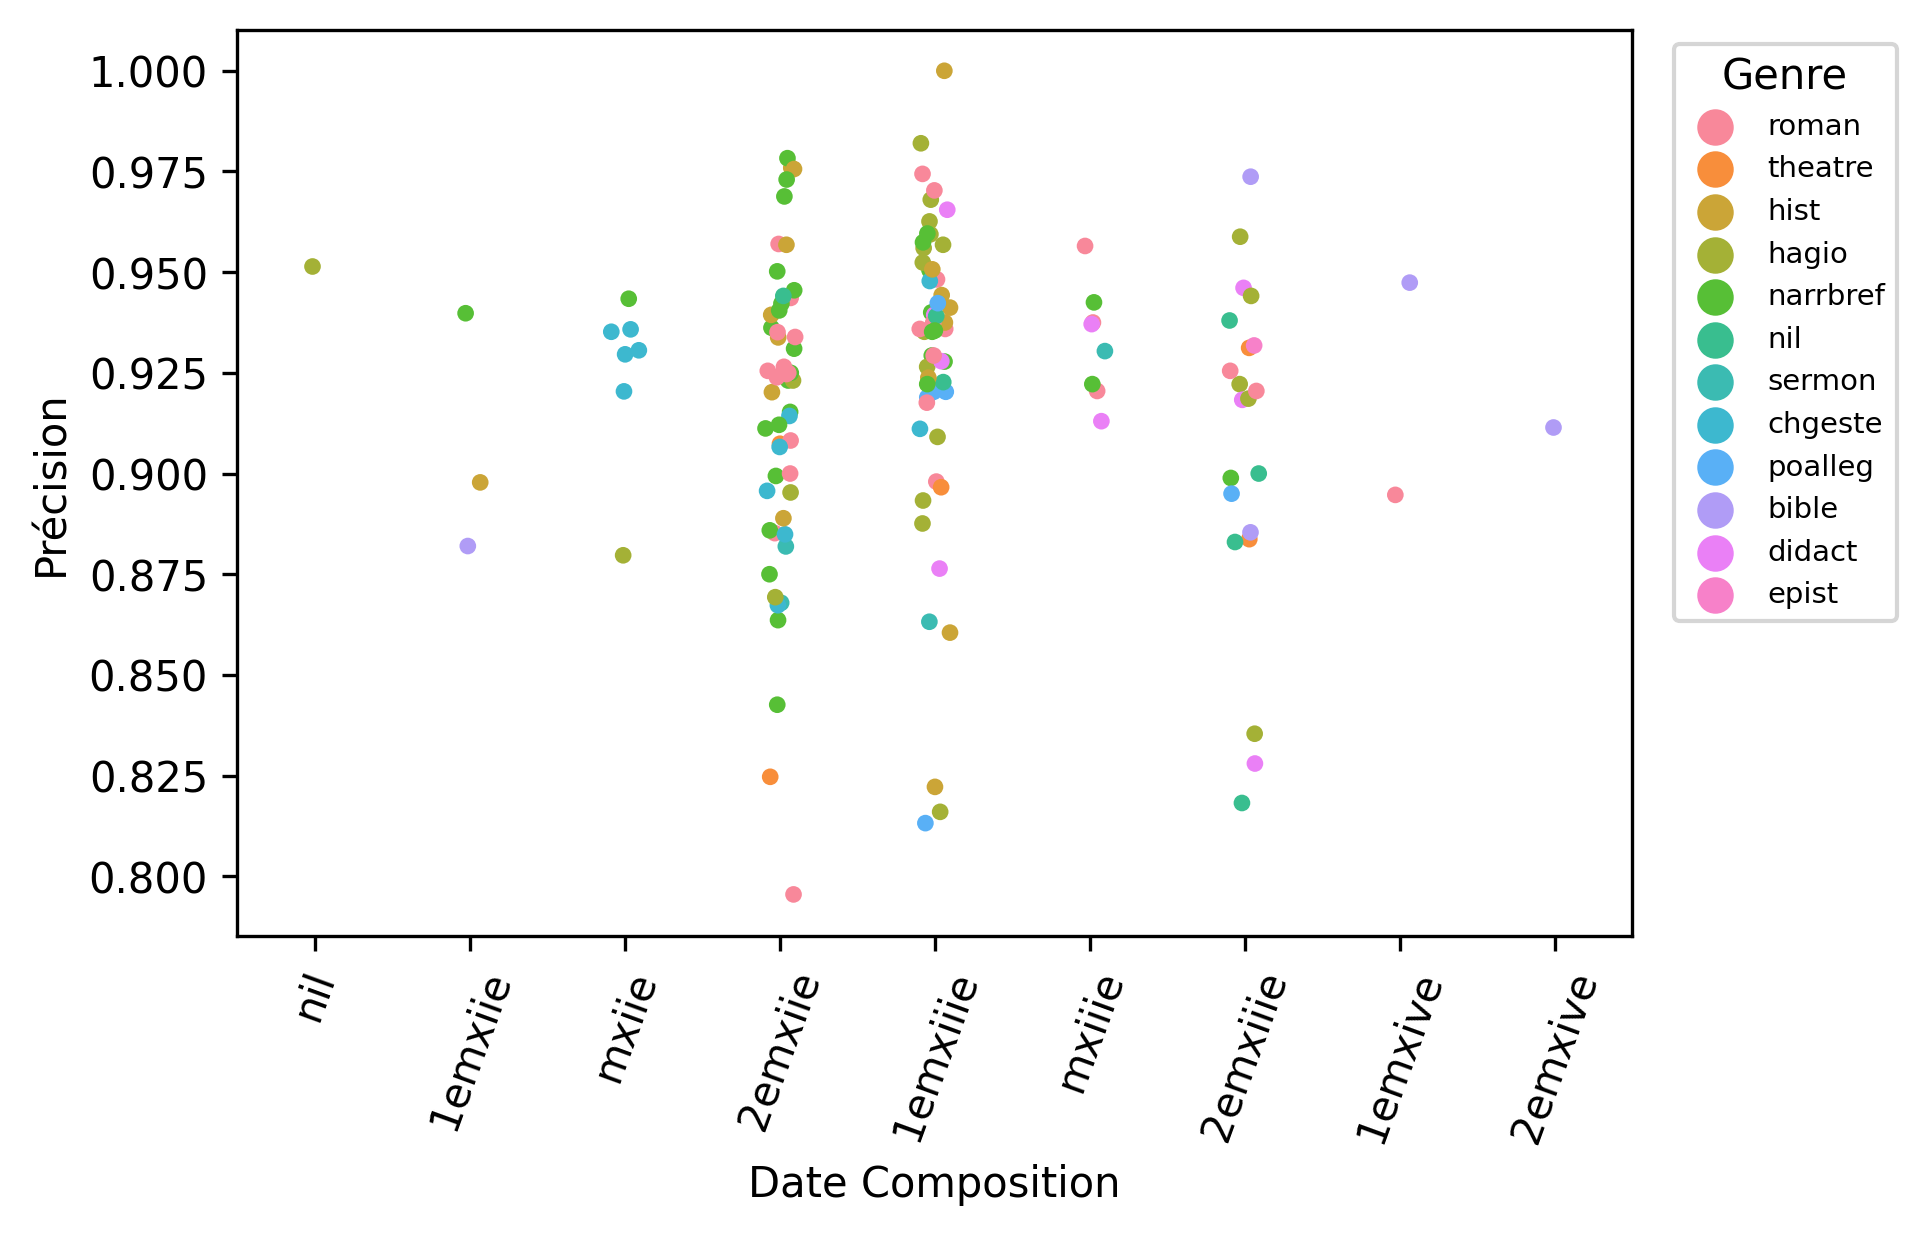 1.000
0.975
0.950
0.925
0.900
0.875
0.850
0.825
0.800
Précision
nil
1emxiie
mxiie
2emxiie
1emxiiie
mxiiie
2emxiiie
1emxive
2emxive
Date Composition
Genre
roman
theatre
hist
hagio
narrbref
nil
sermon
chgeste
poalleg
bible
didact
epist